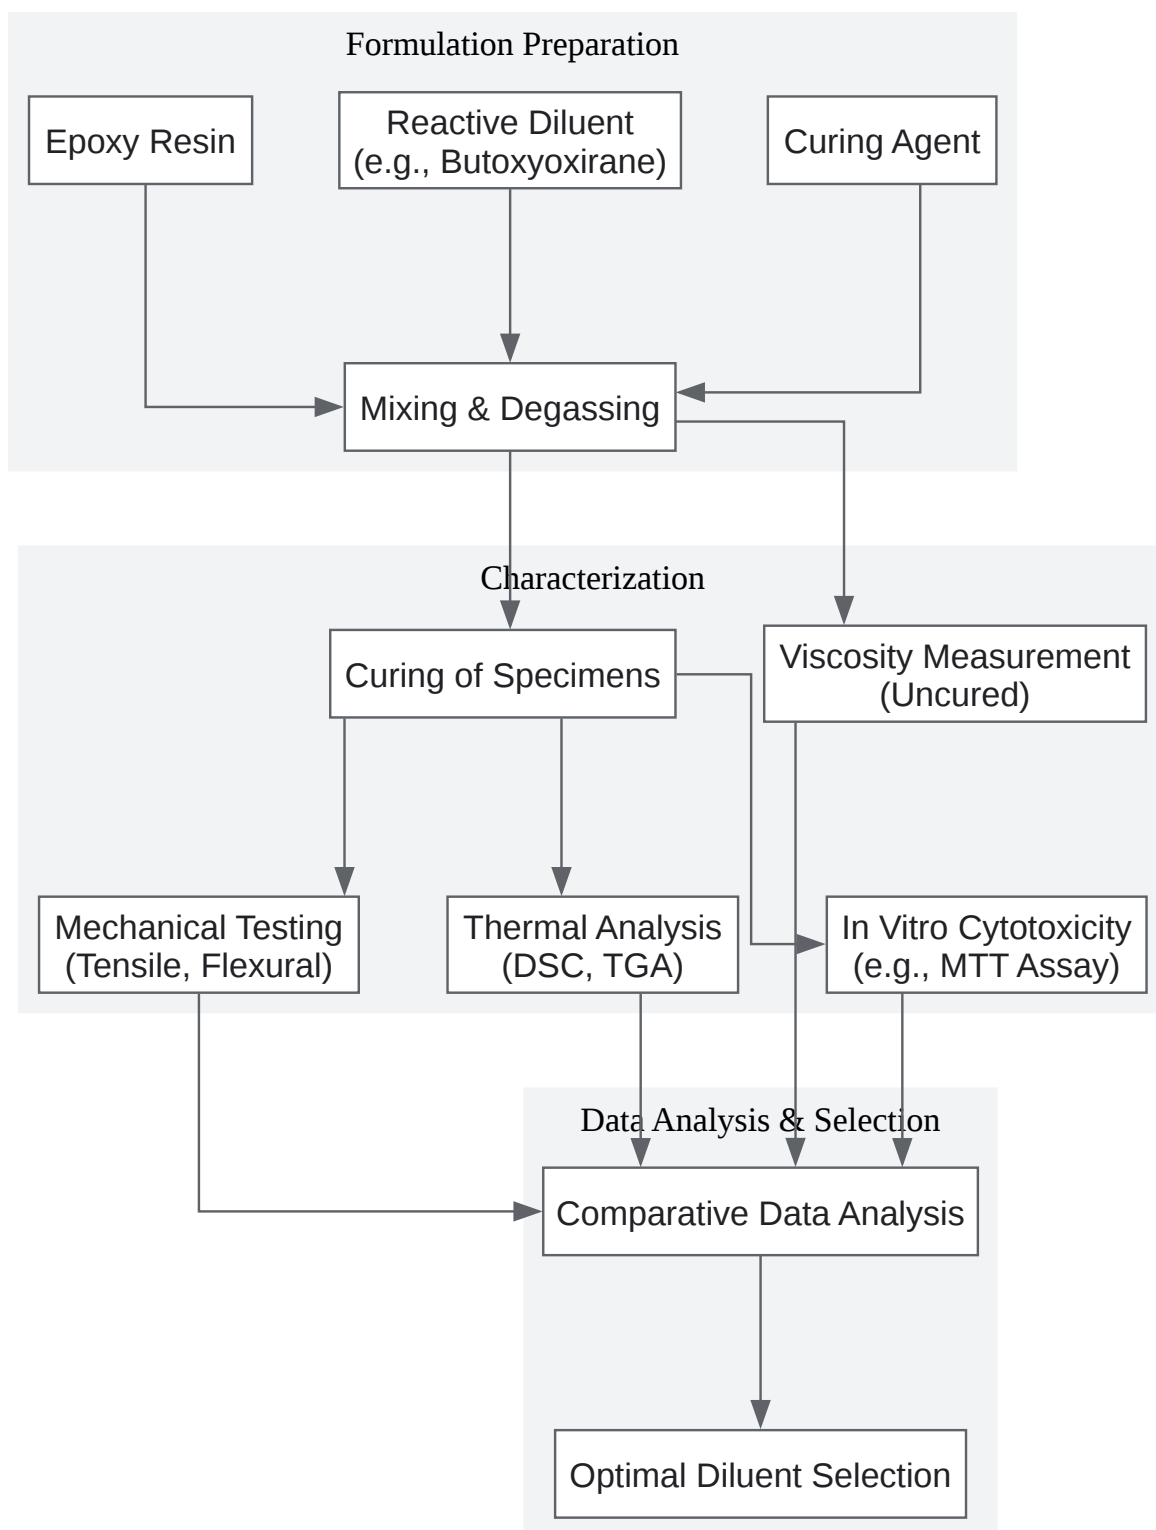 Formulation Preparation
Epoxy Resin
Reactive Diluent
(e.g., Butoxyoxirane)
Curing Agent
Mixing & Degassing
Characterization
Curing of Specimens
Viscosity Measurement
(Uncured)
Mechanical Testing
(Tensile, Flexural)
Thermal Analysis
(DSC, TGA)
In Vitro Cytotoxicity
(e.g., MTT Assay)
Data Analysis & Selection
Comparative Data Analysis
Optimal Diluent Selection